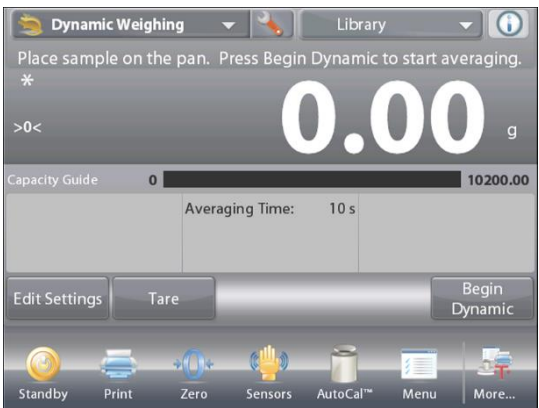 Dynamic Weighing
Library
Place sample on the pan. Press Begin Dynamic to start averaging.
*
>0<
0.00 g
Capacity Guide 0 10200.00
Averaging Time: 10 s
Edit Settings
Tare
Begin
Dynamic
→0←
Standby
Print
Zero
Sensors
AutoCal™
Menu
More...